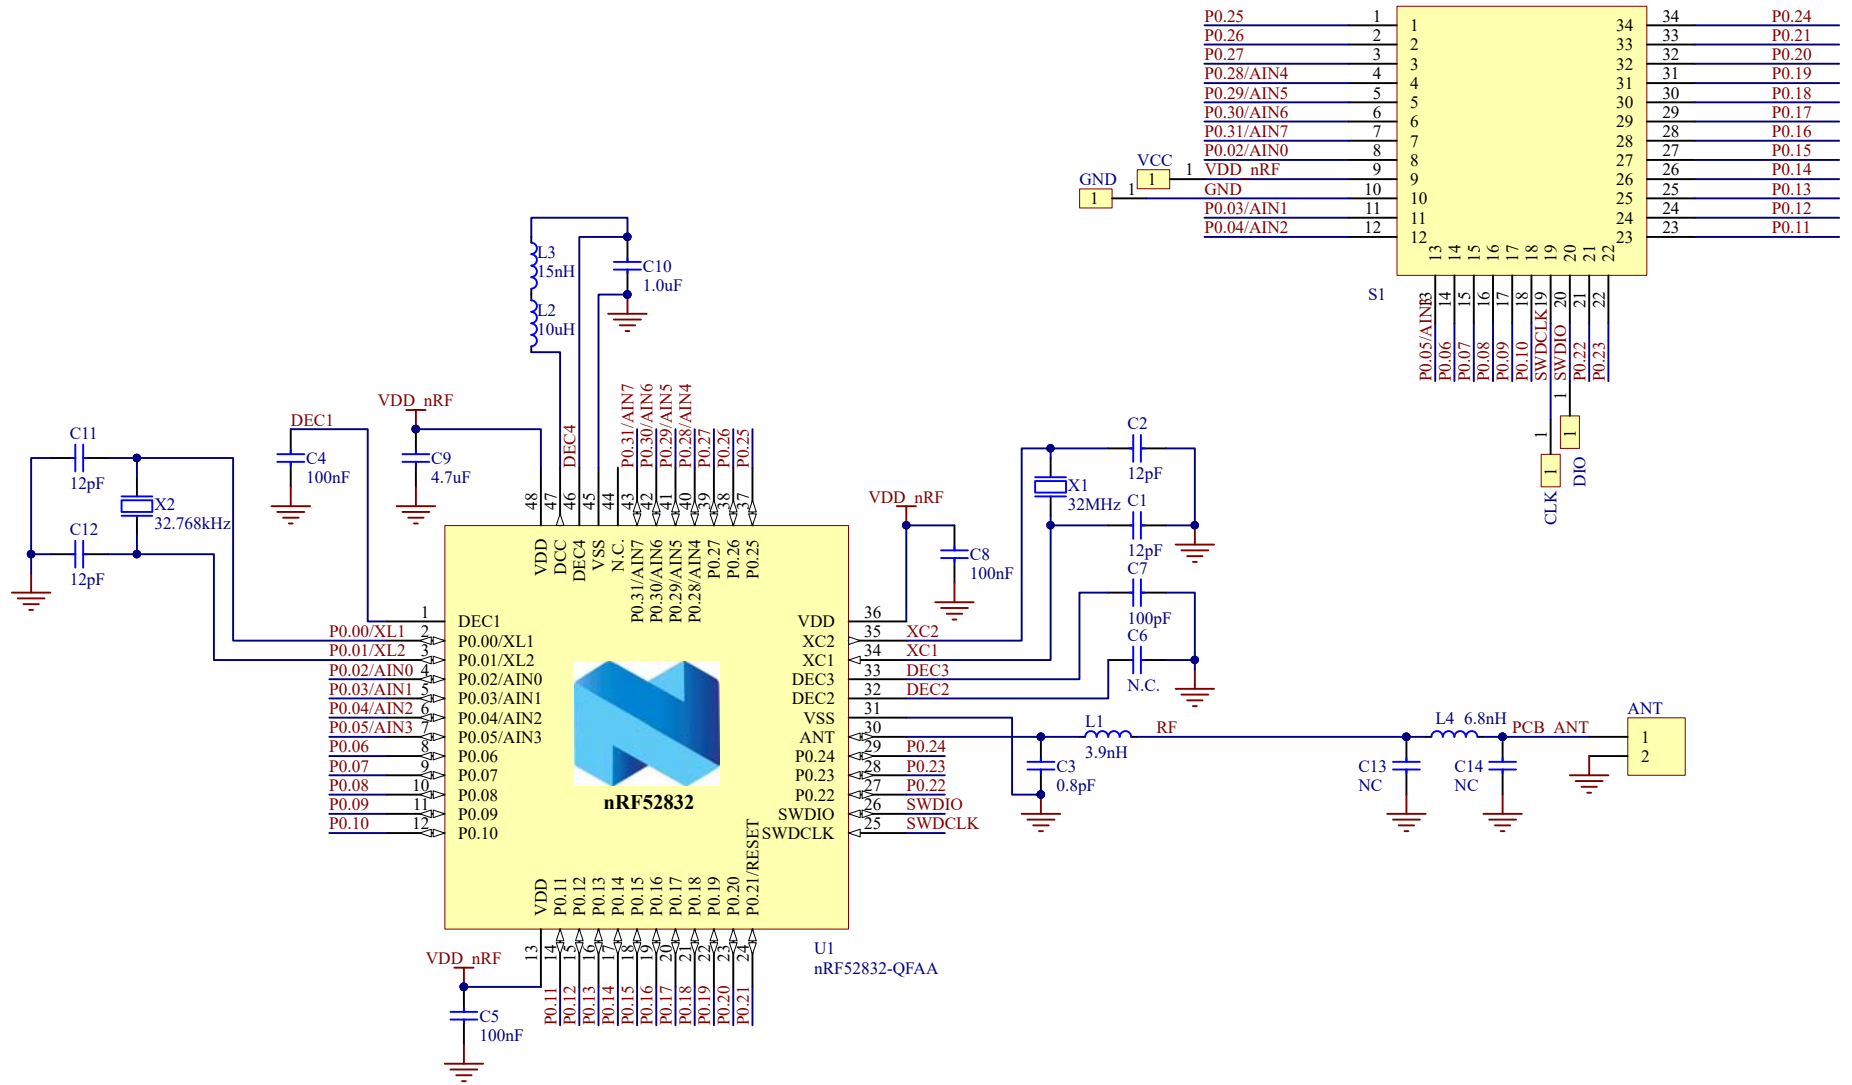 P0.25 1 1 34 34 P0.24
P0.26 2 2 33 33 P0.21
P0.27 3 3 32 32 P0.20
P0.28/AIN4 4 4 31 31 P0.19
P0.29/AIN5 5 5 30 30 P0.18
P0.30/AIN6 6 6 29 29 P0.17
P0.31/AIN7 7 7 28 28 P0.16
P0.02/AIN0 8 8 27 27 P0.15
VCC
1 1 VDD_nRF 9 9 26 26 P0.14
GND
1 1 GND 10 10 25 25 P0.13
P0.03/AIN1 11 11 24 24 P0.12
P0.04/AIN2 12 12 23 23 P0.11
13 14 15 16 17 18 19 20 21 22
S1
13 14 15 16 17 18 19 20 21 22
P0.05/AIN3 P0.06 P0.07 P0.08 P0.09 P0.10 SWDCLK SWDIO P0.22 P0.23
1 1
1 1
CLK DIO
L3
15nH
L2
10uH
C10
1.0uF
VDD_nRF
C9
4.7uF
DEC1
C4
100nF
C11
12pF
X2
32.768kHz
C12
12pF
DEC4 P0.31/AIN7 P0.30/AIN6 P0.29/AIN5 P0.28/AIN4 P0.27 P0.26 P0.25
48 47 46 45 44 43 42 41 40 39 38 37
VDD DCC DEC4 VSS N.C. P0.31/AIN7 P0.30/AIN6 P0.29/AIN5 P0.28/AIN4 P0.27 P0.26 P0.25
VDD_nRF
C8
100nF
C2
12pF
X1
32MHz
C1
12pF
C7
100pF
C6
N.C.
1 DEC1
P0.00/XL1 2 P0.00/XL1
P0.01/XL2 3 P0.01/XL2
P0.02/AIN0 4 P0.02/AIN0
P0.03/AIN1 5 P0.03/AIN1
P0.04/AIN2 6 P0.04/AIN2
P0.05/AIN3 7 P0.05/AIN3
P0.06 8 P0.06
P0.07 9 P0.07
P0.08 10 P0.08
P0.09 11 P0.09
P0.10 12 P0.10
nRF52832
VDD 36
XC2 35 XC2
XC1 34 XC1
DEC3 33 DEC3
DEC2 32 DEC2
VSS 31
ANT 30
P0.24 29 P0.24
P0.23 28 P0.23
P0.22 27 P0.22
SWDIO 26 SWDIO
SWDCLK 25 SWDCLK
L1
3.9nH
RF
C3
0.8pF
L4 6.8nH
PCB_ANT
C13
NC
C14
NC
ANT
1
2
VDD P0.11 P0.12 P0.13 P0.14 P0.15 P0.16 P0.17 P0.18 P0.19 P0.20 P0.21/RESET
13 14 15 16 17 18 19 20 21 22 23 24
P0.11 P0.12 P0.13 P0.14 P0.15 P0.16 P0.17 P0.18 P0.19 P0.20 P0.21
VDD_nRF
C5
100nF
U1
nRF52832-QFAA